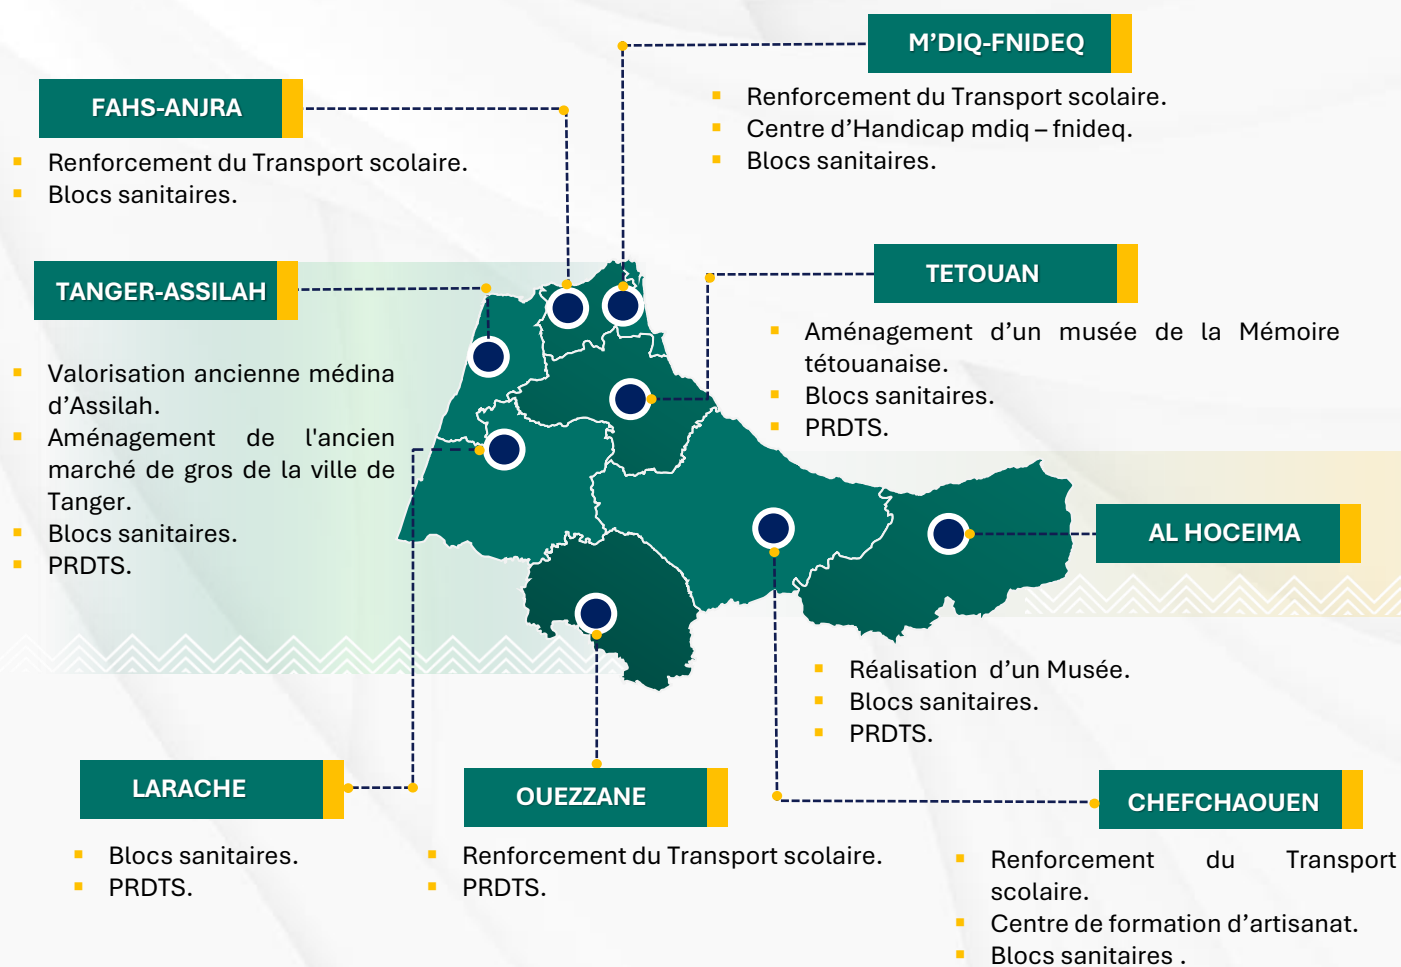 M'DIQ-FNIDEQ
Renforcement du Transport scolaire.
Centre d'Handicap mdiq – fnideq.
Blocs sanitaires.
FAHS-ANJRA
Renforcement du Transport scolaire.
Blocs sanitaires.
TANGER-ASSILAH
Valorisation ancienne médina
d'Assilah.
Aménagement de l'ancien
marché de gros de la ville de
Tanger.
Blocs sanitaires.
PRDTS.
TETOUAN
Aménagement d'un musée de la Mémoire
tétouanaise.
Blocs sanitaires.
PRDTS.
AL HOCEIMA
Réalisation d'un Musée.
Blocs sanitaires.
PRDTS.
LARACHE
Blocs sanitaires.
PRDTS.
OUEZZANE
Renforcement du Transport scolaire.
PRDTS.
CHEFCHAOUEN
Renforcement du Transport
scolaire.
Centre de formation d'artisanat.
Blocs sanitaires .